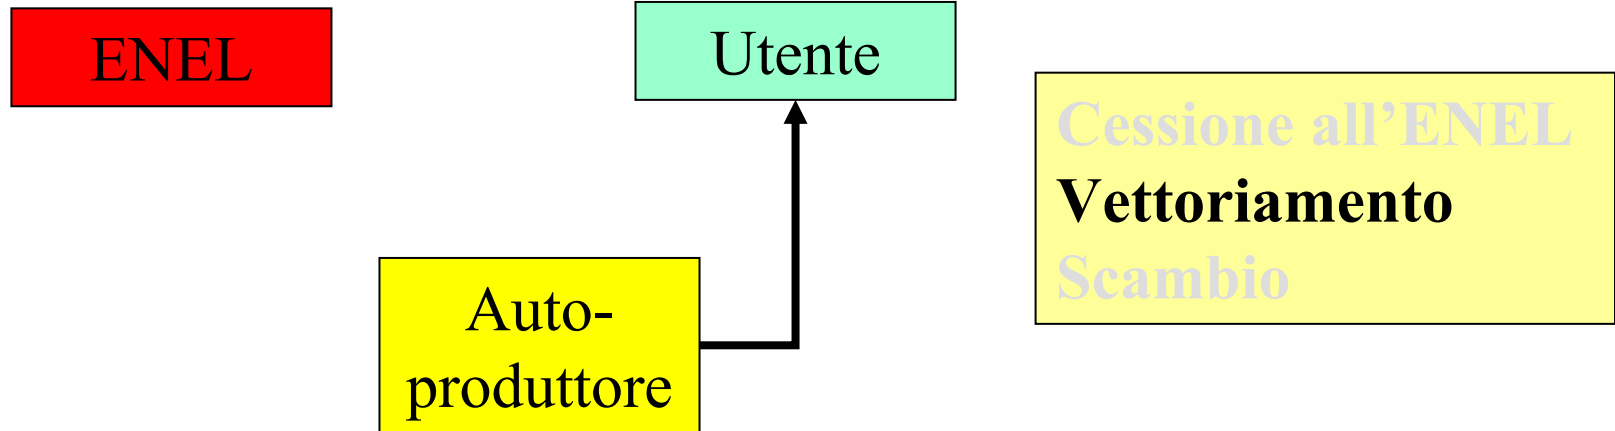 ENEL
Utente
Cessione all’ENEL
Vettoriamento
Scambio
Auto-
produttore